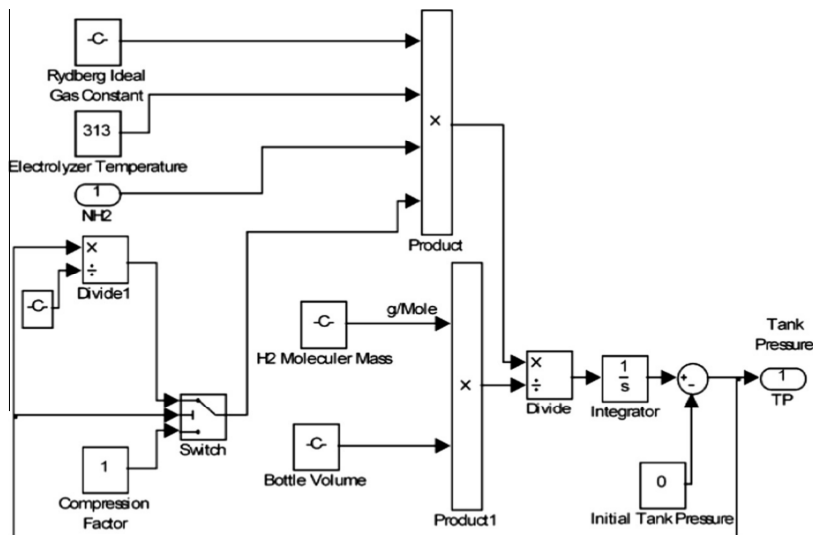 -C-
Rydberg Ideal
Gas Constant
313
Electrolyzer Temperature
1
NH2
×
Product
×
÷
Divide1
-C-
g/Mole
-C-
H2 Moleculer Mass
×
Product1
-C-
Bottle Volume
×
÷
Divide
1
s
Integrator
+
−
Tank
Pressure
1
TP
Switch
1
Compression
Factor
0
Initial Tank Pressure